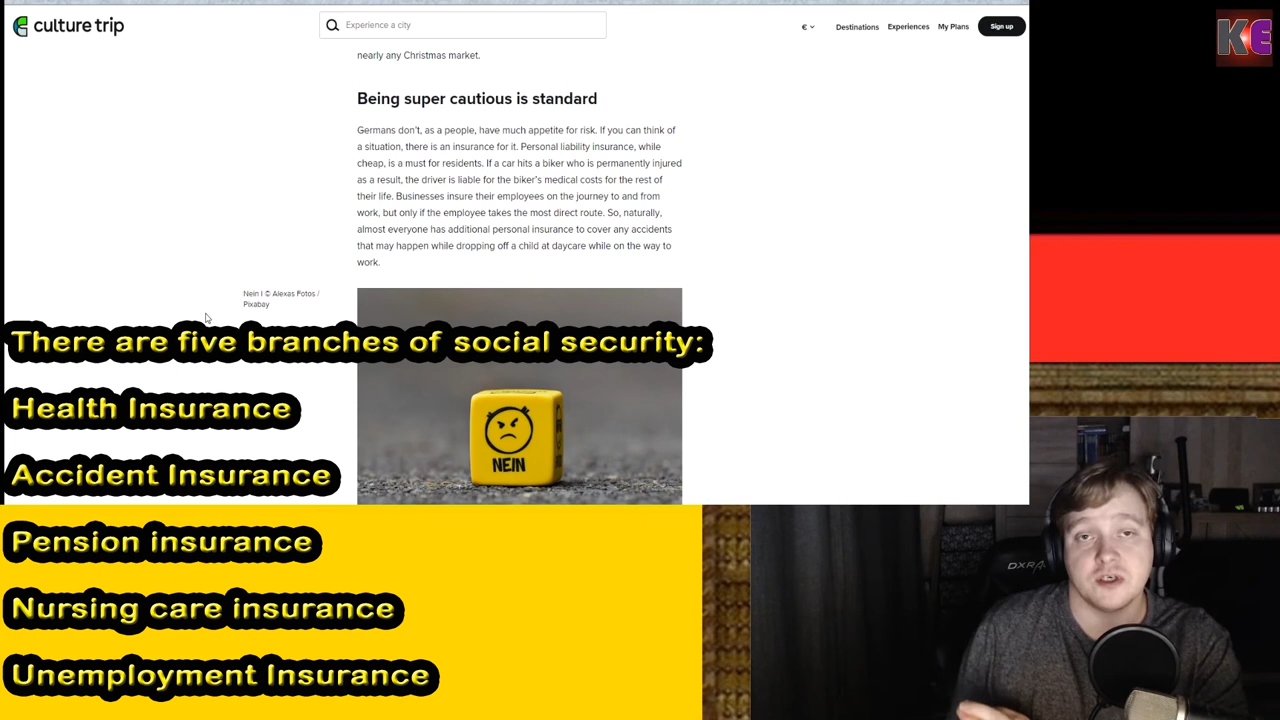 culture trip
Experience a city
€
Destinations
Experiences
My Plans
Sign up
KE
nearly any Christmas market.
Being super cautious is standard
Germans don't, as a people, have much appetite for risk. If you can think of
a situation, there is an insurance for it. Personal liability insurance, while
cheap, is a must for residents. If a car hits a biker who is permanently injured
as a result, the driver is liable for the biker's medical costs for the rest of
their life. Businesses insure their employees on the journey to and from
work, but only if the employee takes the most direct route. So, naturally,
almost everyone has additional personal insurance to cover any accidents
that may happen while dropping off a child at daycare while on the way to
work.
Nein I © Alexas Fotos /
Pixabay
There are five branches of social security:
Health Insurance
Accident Insurance
NEIN
Pension insurance
Nursing care insurance
Unemployment Insurance
DXRA